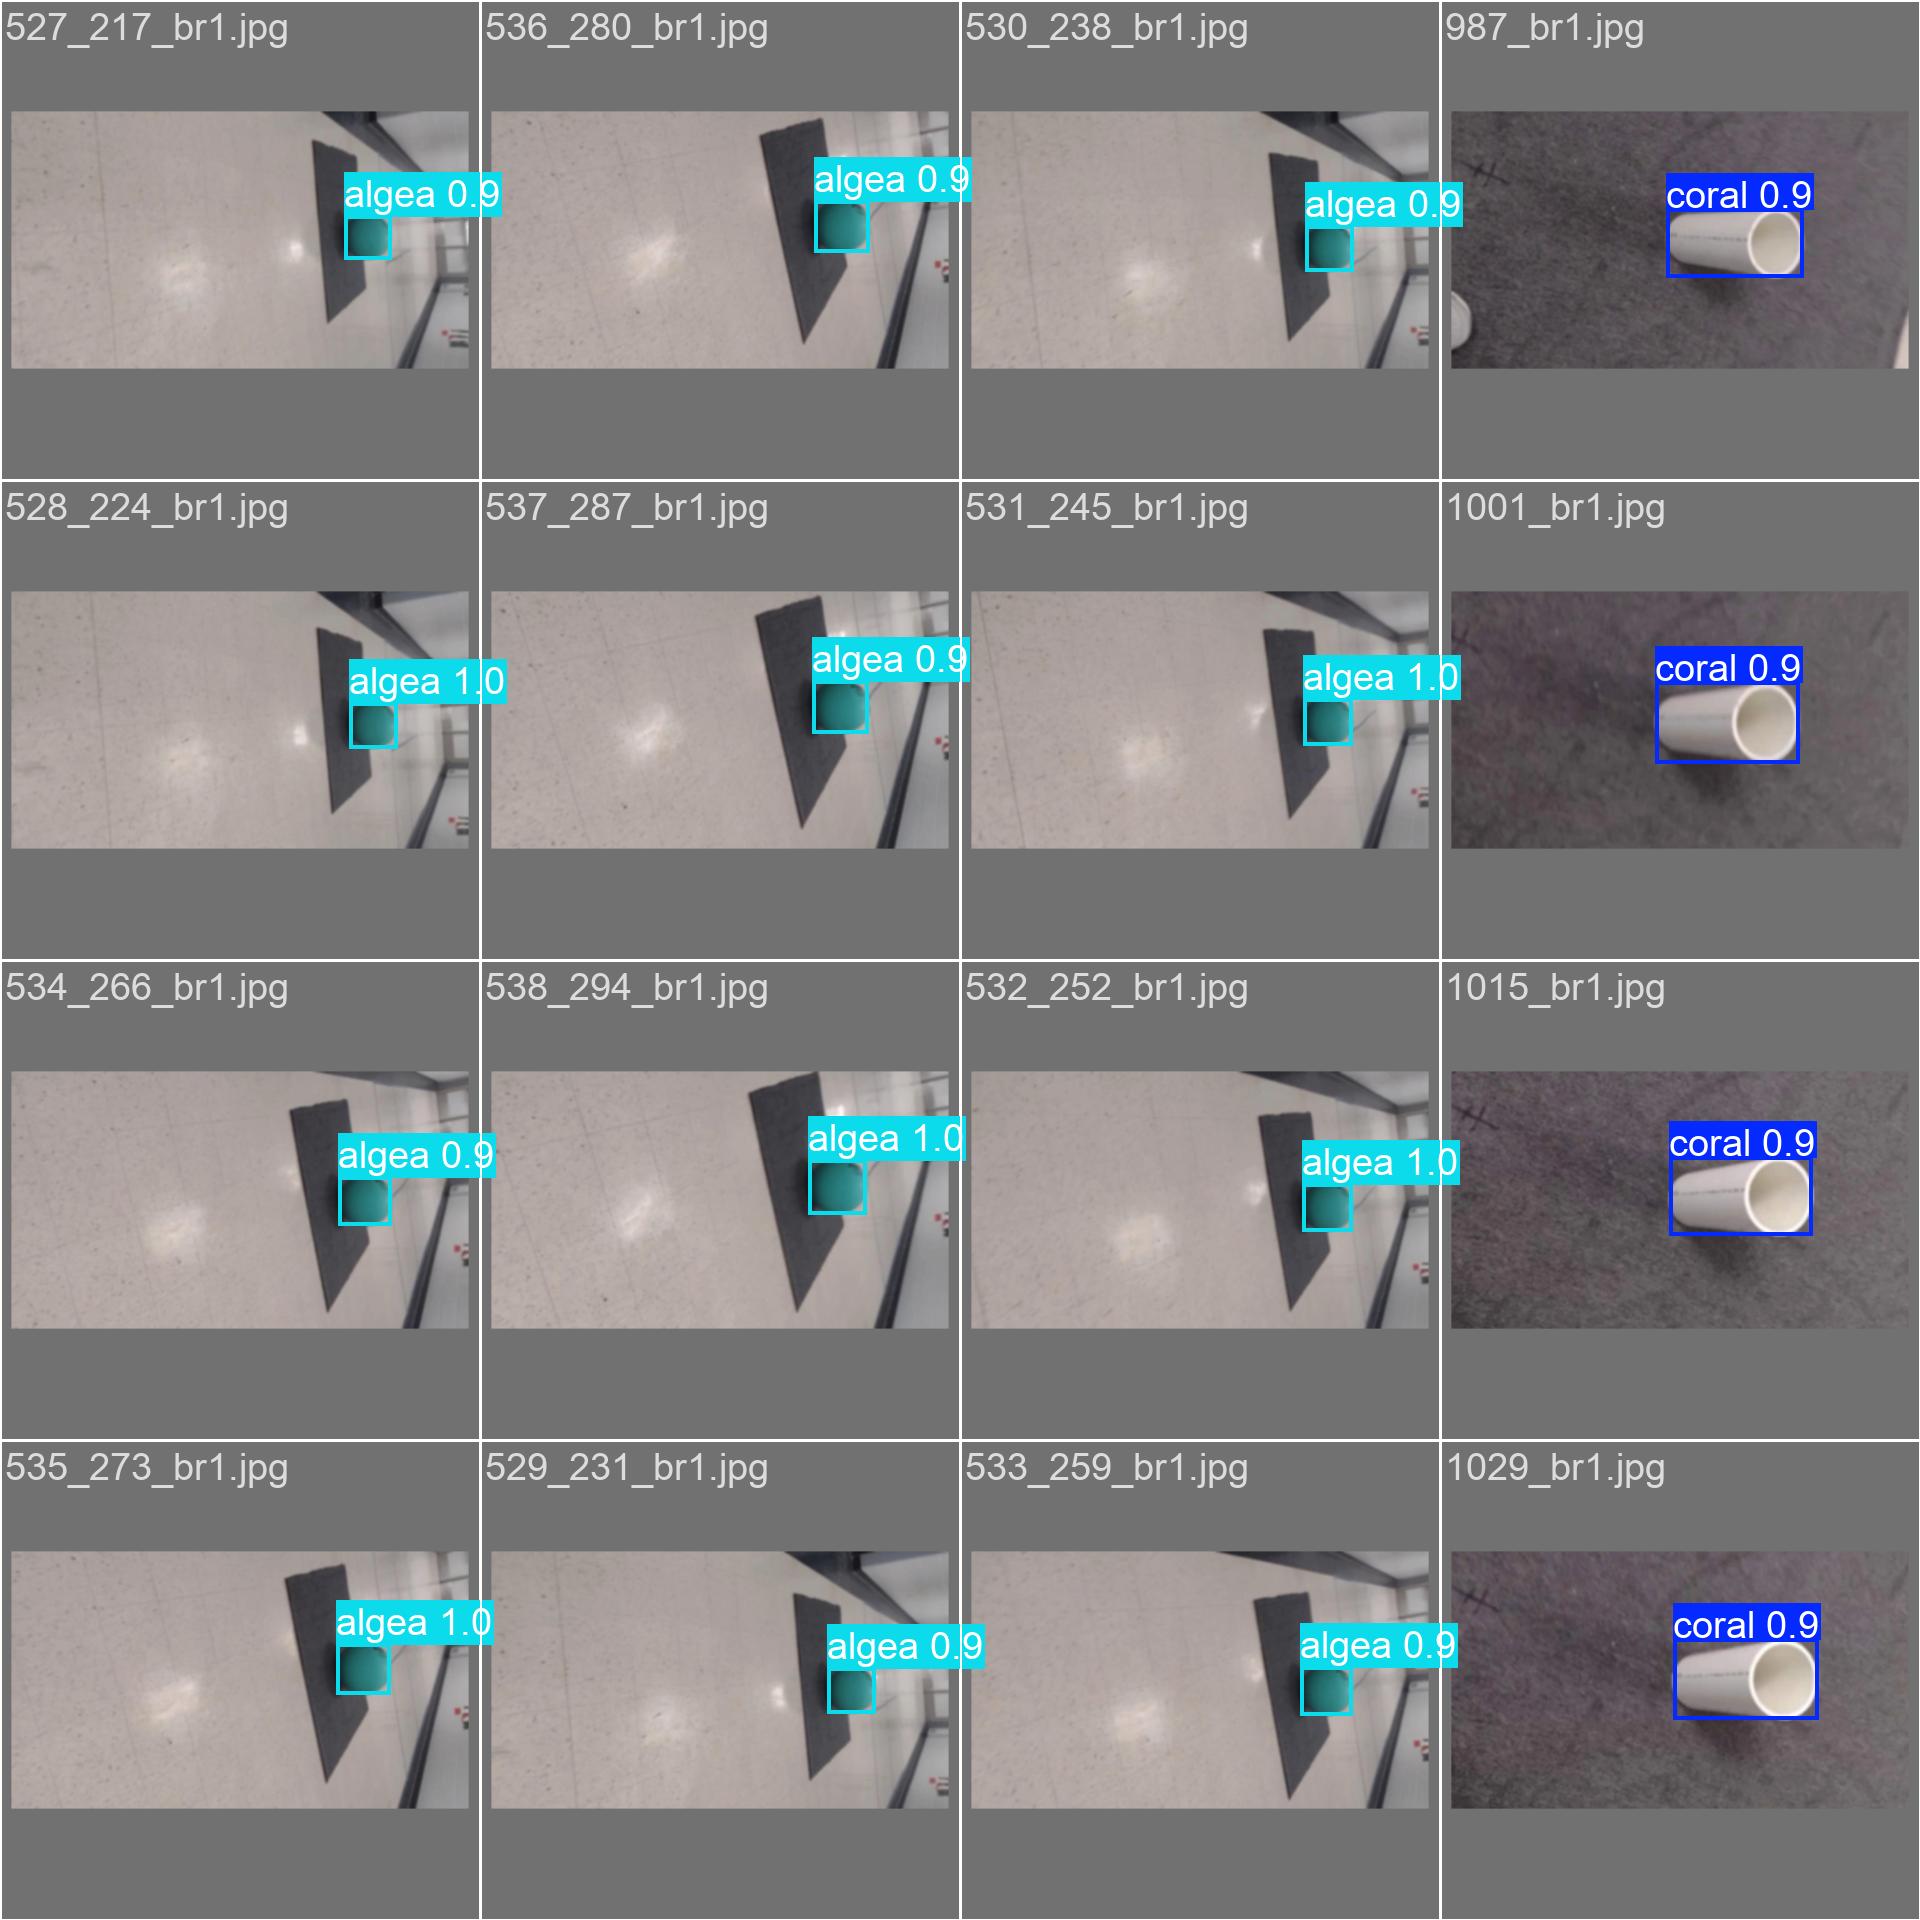 527_217_br1.jpg
algea 0.9
536_280_br1.jpg
algea 0.9
530_238_br1.jpg
algea 0.9
987_br1.jpg
coral 0.9
528_224_br1.jpg
algea 1.0
537_287_br1.jpg
algea 0.9
531_245_br1.jpg
algea 1.0
1001_br1.jpg
coral 0.9
534_266_br1.jpg
algea 0.9
538_294_br1.jpg
algea 1.0
532_252_br1.jpg
algea 1.0
1015_br1.jpg
coral 0.9
535_273_br1.jpg
algea 1.0
529_231_br1.jpg
algea 0.9
533_259_br1.jpg
algea 0.9
1029_br1.jpg
coral 0.9